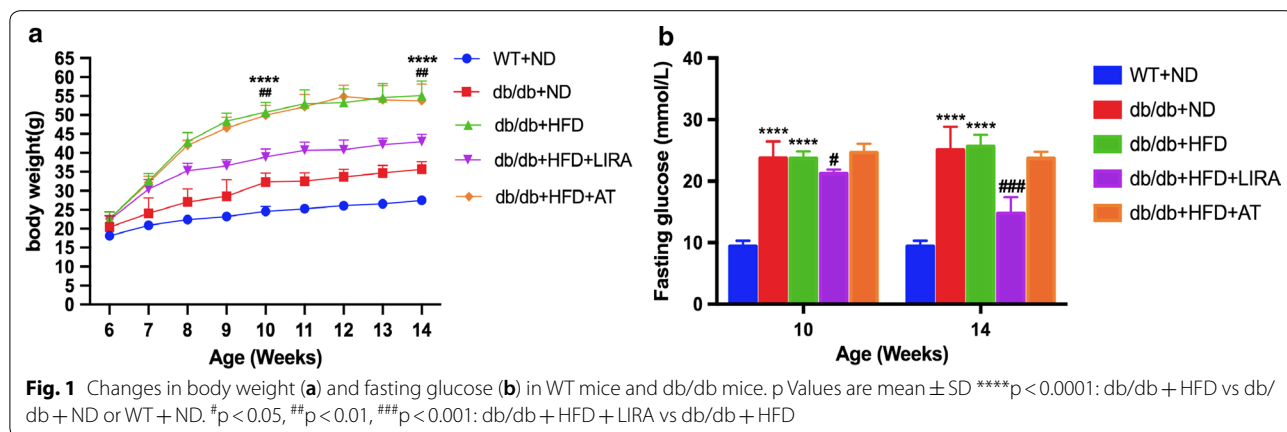 a
body weight(g)
65
60
55
50
45
40
35
30
25
20
15
10
5
0
****
##
****
##
6 7 8 9 10 11 12 13 14
Age (Weeks)
WT+ND
db/db+ND
db/db+HFD
db/db+HFD+LIRA
db/db+HFD+AT
b
Fasting glucose (mmol/L)
40
30
20
10
0
**** **** #
**** **** ###
10 14
Age (Weeks)
WT+ND
db/db+ND
db/db+HFD
db/db+HFD+LIRA
db/db+HFD+AT
Fig. 1 Changes in body weight (a) and fasting glucose (b) in WT mice and db/db mice. p Values are mean ± SD ****p < 0.0001: db/db + HFD vs db/
db + ND or WT + ND. #p < 0.05, ##p < 0.01, ###p < 0.001: db/db + HFD + LIRA vs db/db + HFD